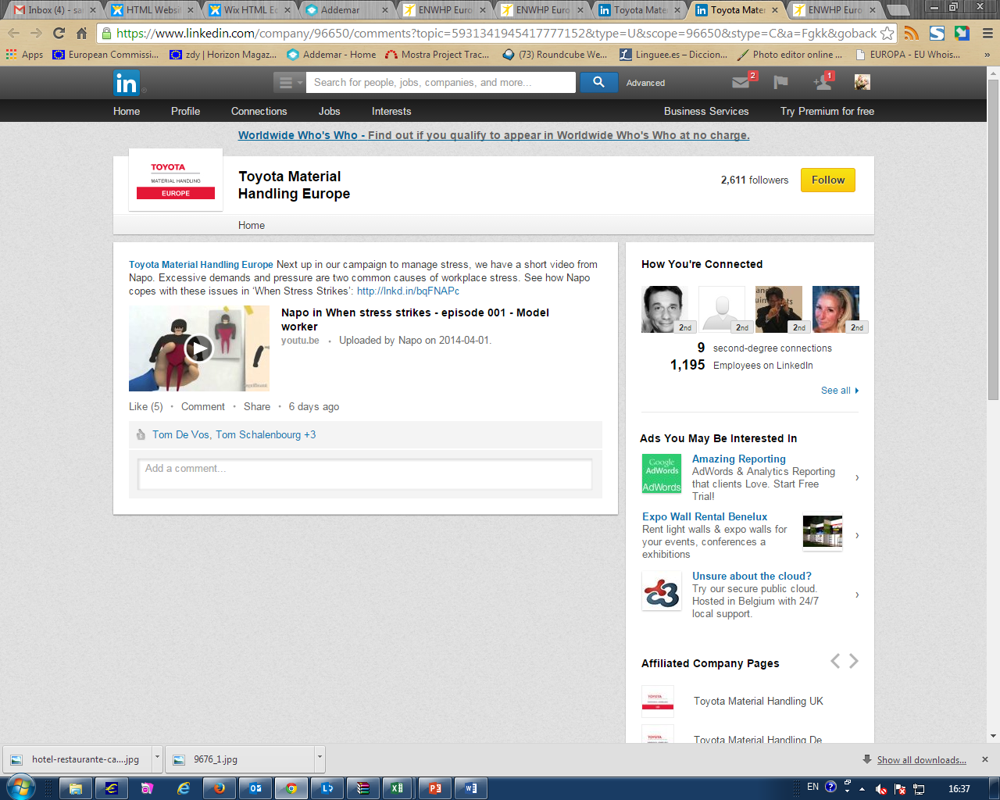 Inbox (4) - sa
HTML Websi
Wix HTML Ec
Addemar
ENWHP Euro
ENWHP Euro
Toyota Mate
Toyota Mater
ENWHP Euro
https://www.linkedin.com/company/96650/comments?topic=5931341945417777152&type=U&scope=96650&stype=C&a=Fgkk&goback
Apps
European Commissi...
zdy | Horizon Magaz...
Addemar - Home
Mostra Project Trac...
(73) Roundcube We...
Linguee.es – Diccion...
Photo editor online ...
EUROPA - EU Whois...
»
in
Search for people, jobs, companies, and more...
Advanced
2
1
Home
Profile
Connections
Jobs
Interests
Business Services
Try Premium for free
Worldwide Who's Who - Find out if you qualify to appear in Worldwide Who's Who at no charge.
TOYOTA
MATERIAL HANDLING
EUROPE
Toyota Material
Handling Europe
2,611 followers
Follow
Home
Toyota Material Handling Europe Next up in our campaign to manage stress, we have a short video from
Napo. Excessive demands and pressure are two common causes of workplace stress. See how Napo
copes with these issues in ‘When Stress Strikes’: http://lnkd.in/bqFNAPc
Napo in When stress strikes - episode 001 - Model
worker
youtu.be • Uploaded by Napo on 2014-04-01.
Like (5) • Comment • Share • 6 days ago
Tom De Vos, Tom Schalenbourg +3
Add a comment...
How You're Connected
2nd
2nd
2nd
2nd
9 second-degree connections
1,195 Employees on LinkedIn
See all
Ads You May Be Interested In
Google
AdWords
AdWords
Amazing Reporting
AdWords & Analytics Reporting
that clients Love. Start Free
Trial!
Expo Wall Rental Benelux
Rent light walls & expo walls for
your events, conferences a
exhibitions
Unsure about the cloud?
Try our secure public cloud.
Hosted in Belgium with 24/7
local support.
Affiliated Company Pages
Toyota Material Handling UK
Toyota Material Handling De
hotel-restaurante-ca....jpg
9676_1.jpg
Show all downloads...
EN
16:37